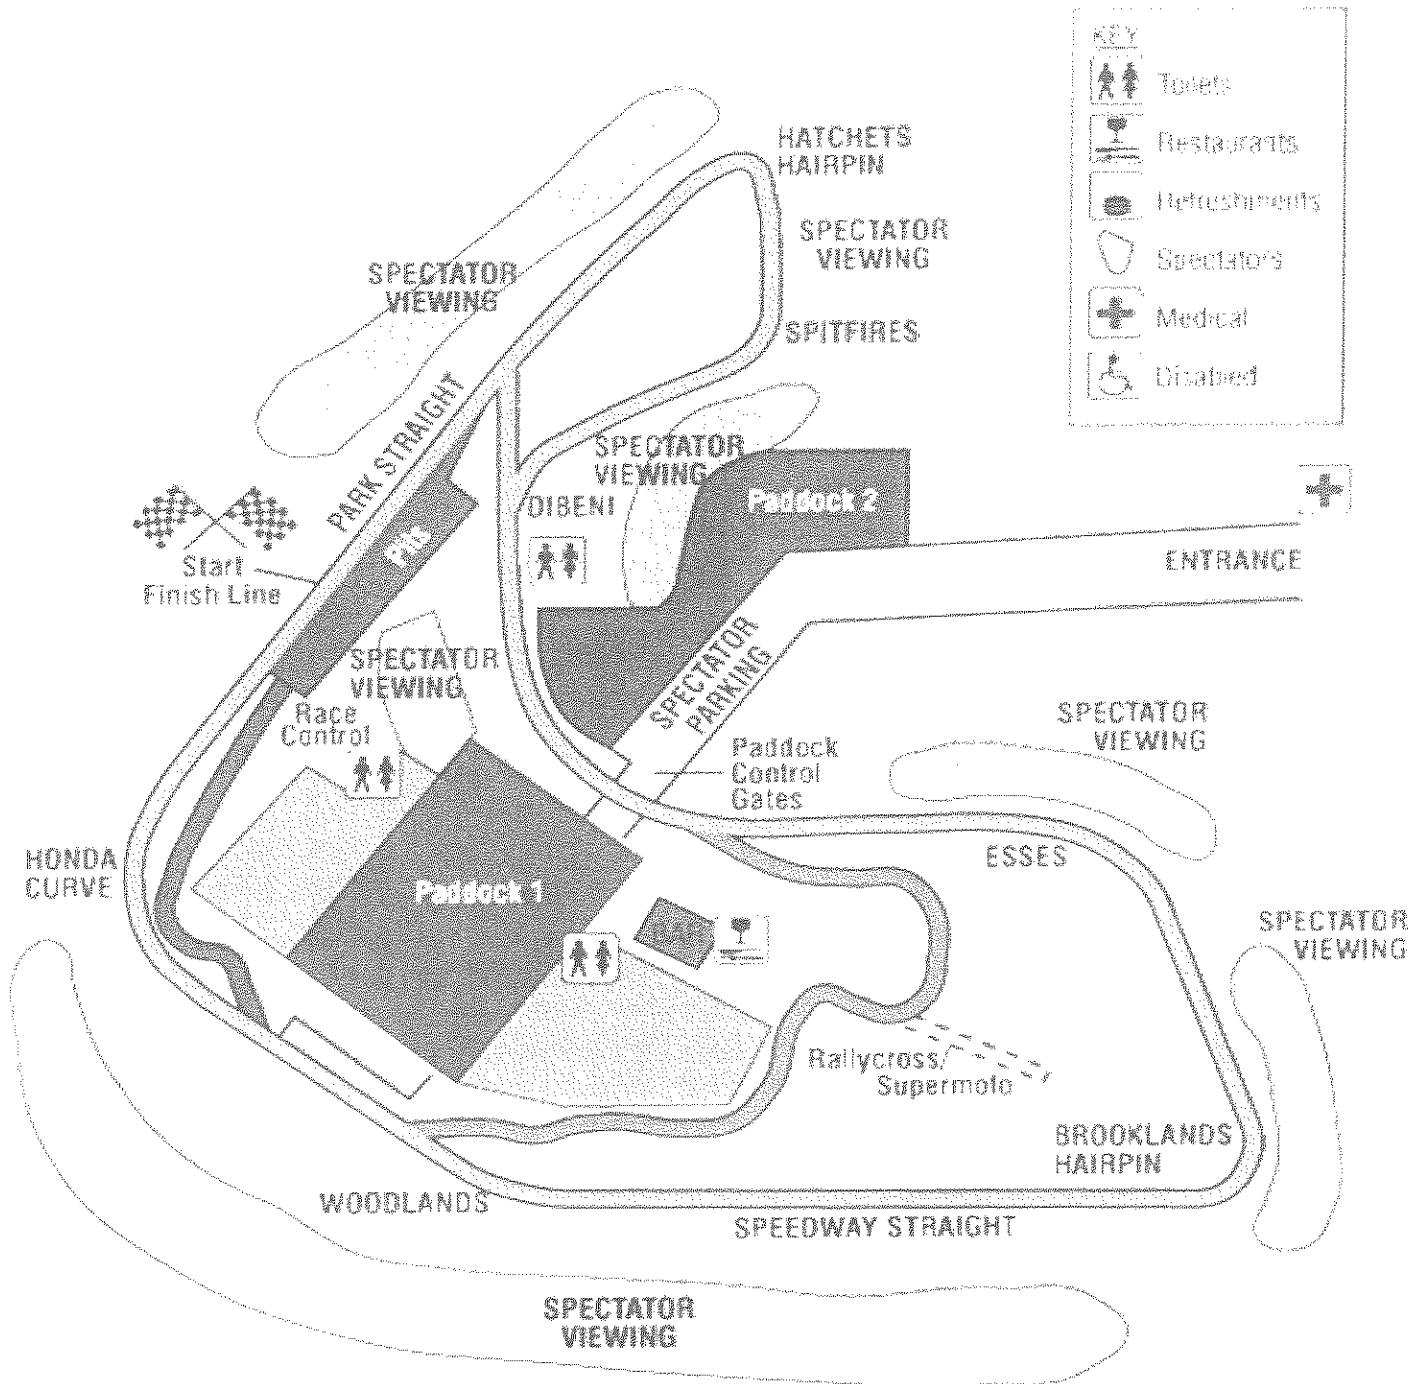 KEY
Toilets
Restaurants
Refreshments
Spectators
Medical
Disabled
HATCHETS
HAIRPIN
SPECTATOR
VIEWING
SPECTATOR
VIEWING
SPITFIRES
PARK STRAIGHT
SPECTATOR
VIEWING
Paddock 2
DIBENI
Pits
ENTRANCE
Start
Finish Line
SPECTATOR
VIEWING
SPECTATOR
PARKING
Race
Control
SPECTATOR
VIEWING
Paddock
Control
Gates
ESSES
HONDA
CURVE
Paddock 1
SPECTATOR
VIEWING
Rallycross/
Supermoto
BROOKLANDS
HAIRPIN
WOODLANDS
SPEEDWAY STRAIGHT
SPECTATOR
VIEWING